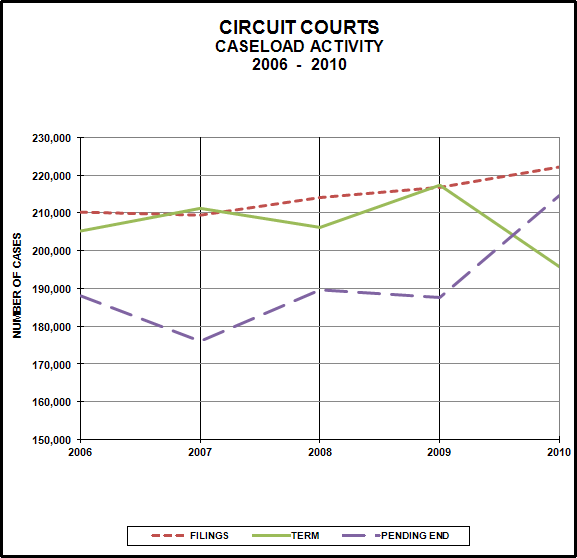 CIRCUIT COURTS
CASELOAD ACTIVITY
2006 - 2010
NUMBER OF CASES
230,000
220,000
210,000
200,000
190,000
180,000
170,000
160,000
150,000
2006 2007 2008 2009 2010
FILINGS TERM PENDING END